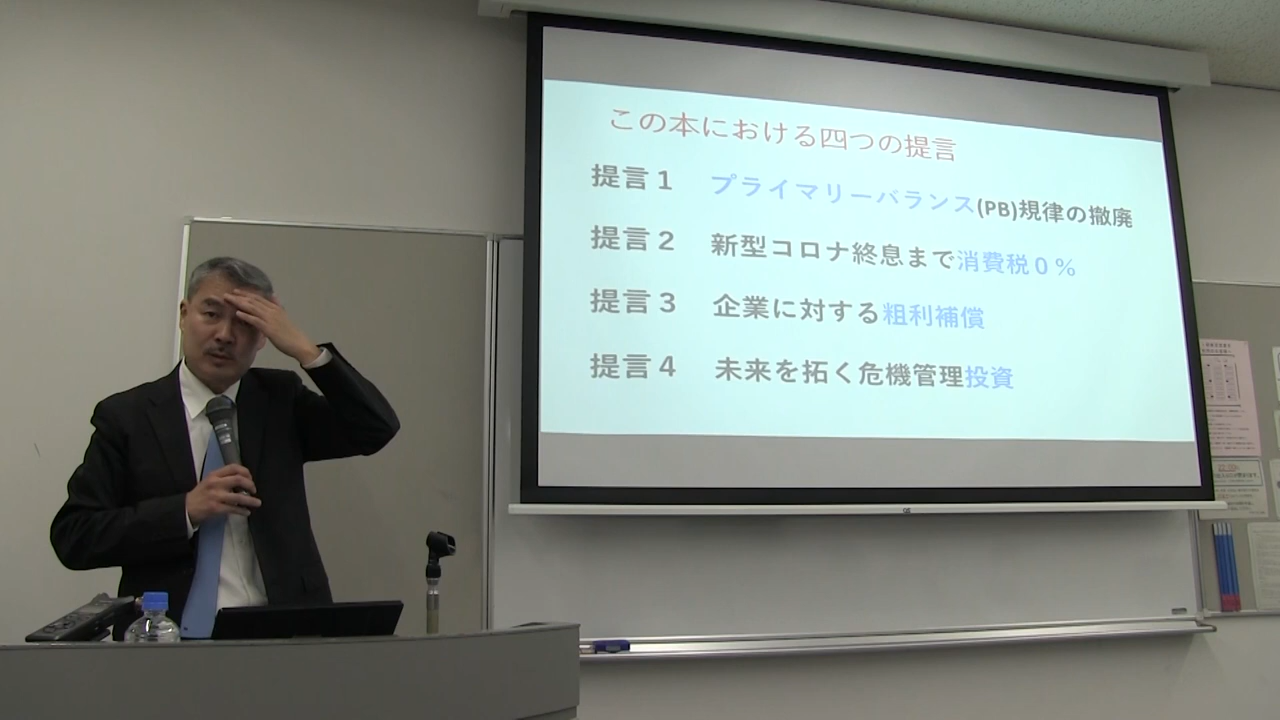 この本における四つの提言
提言１ プライマリーバランス(PB)規律の撤廃
提言２ 新型コロナ終息まで消費税０％
提言３ 企業に対する粗利補償
提言４ 未来を拓く危機管理投資